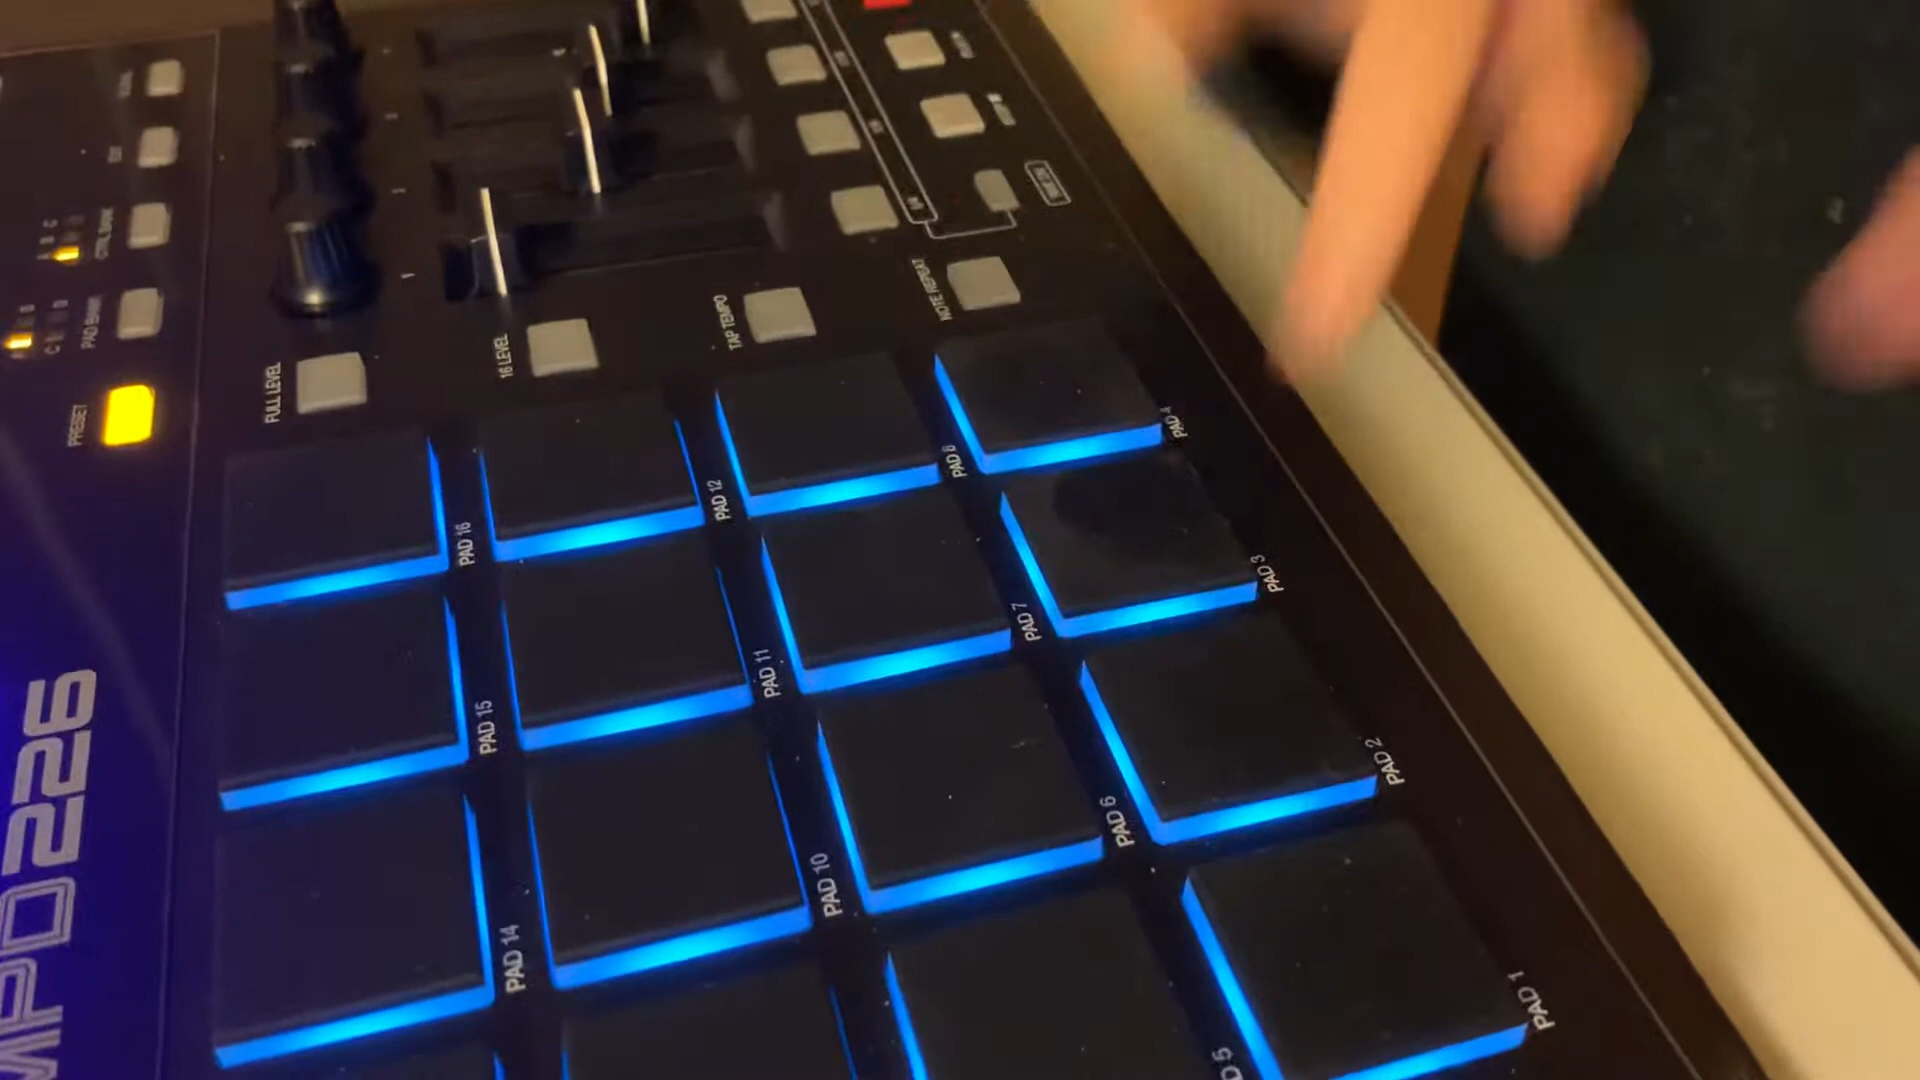 CTRL BANK
PAD BANK
PRESET
A B C
FULL LEVEL
16 LEVEL
TAP TEMPO
NOTE REPEAT
PAD 16
PAD 12
PAD 8
PAD 4
PAD 15
PAD 11
PAD 7
PAD 3
PAD 14
PAD 10
PAD 6
PAD 2
PAD 1
MPD226